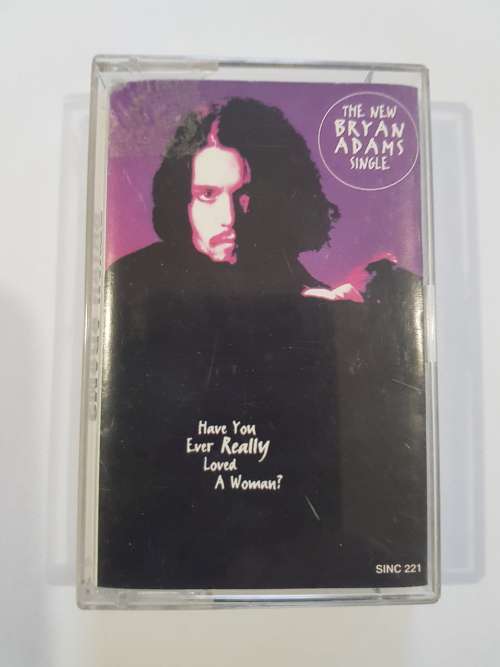 THE NEW
BRYAN
ADAMS
SINGLE
Have You
Ever Really
Loved
A Woman?
SINC 221